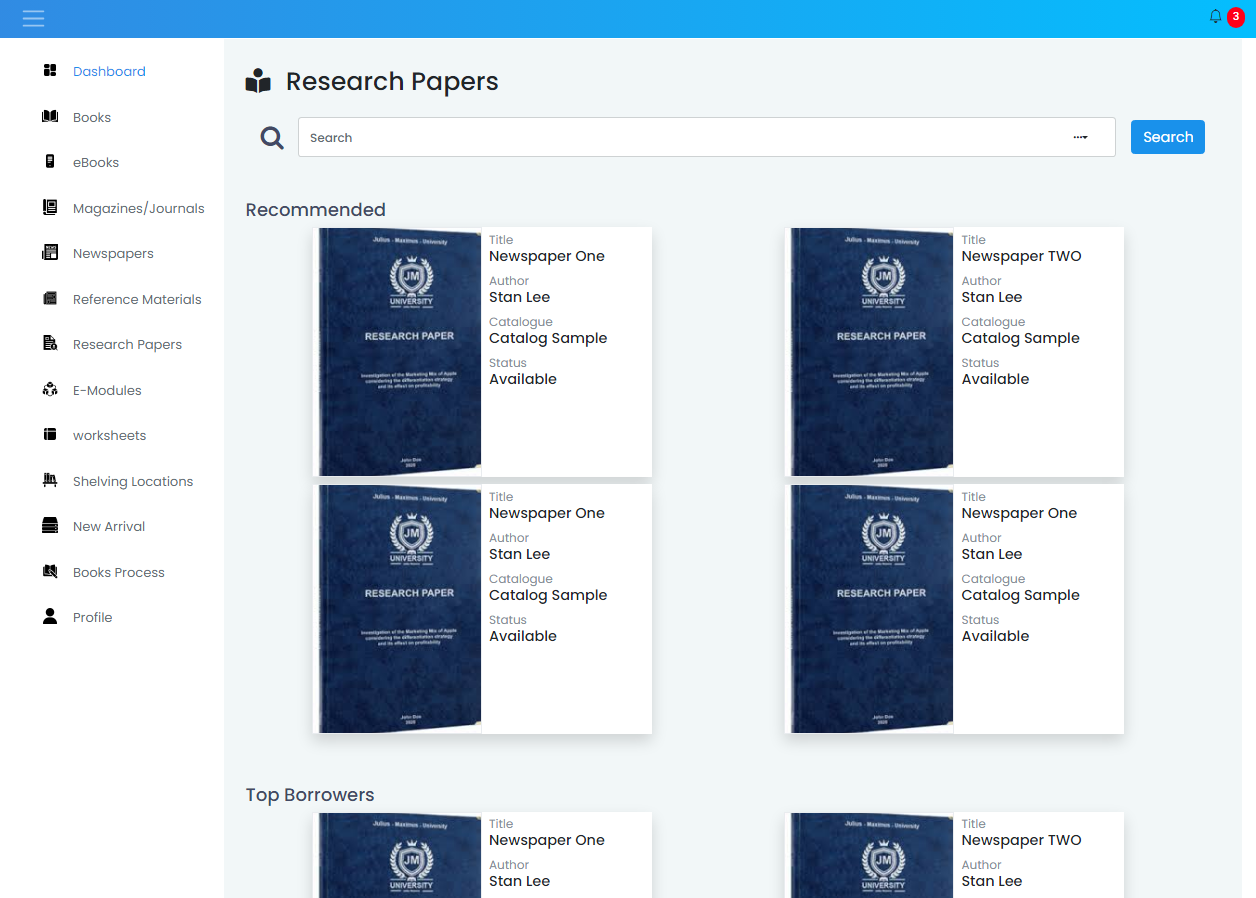 3
Dashboard
Books
eBooks
Magazines/Journals
Newspapers
Reference Materials
Research Papers
E-Modules
worksheets
Shelving Locations
New Arrival
Books Process
Profile
Research Papers
Search
Search
Recommended
Julius - Maximus - University
JM
UNIVERSITY
RESEARCH PAPER
Investigation of the Marketing Mix of Apple
considering the differentiation strategy
and its effect on profitability
John Doe
2020
Title
Newspaper One
Author
Stan Lee
Catalogue
Catalog Sample
Status
Available
Julius - Maximus - University
JM
UNIVERSITY
RESEARCH PAPER
Investigation of the Marketing Mix of Apple
considering the differentiation strategy
and its effect on profitability
John Doe
2020
Title
Newspaper TWO
Author
Stan Lee
Catalogue
Catalog Sample
Status
Available
Julius - Maximus - University
JM
UNIVERSITY
RESEARCH PAPER
Investigation of the Marketing Mix of Apple
considering the differentiation strategy
and its effect on profitability
John Doe
2020
Title
Newspaper One
Author
Stan Lee
Catalogue
Catalog Sample
Status
Available
Julius - Maximus - University
JM
UNIVERSITY
RESEARCH PAPER
Investigation of the Marketing Mix of Apple
considering the differentiation strategy
and its effect on profitability
John Doe
2020
Title
Newspaper One
Author
Stan Lee
Catalogue
Catalog Sample
Status
Available
Top Borrowers
Julius - Maximus - University
JM
UNIVERSITY
Title
Newspaper One
Author
Stan Lee
Julius - Maximus - University
JM
UNIVERSITY
Title
Newspaper TWO
Author
Stan Lee